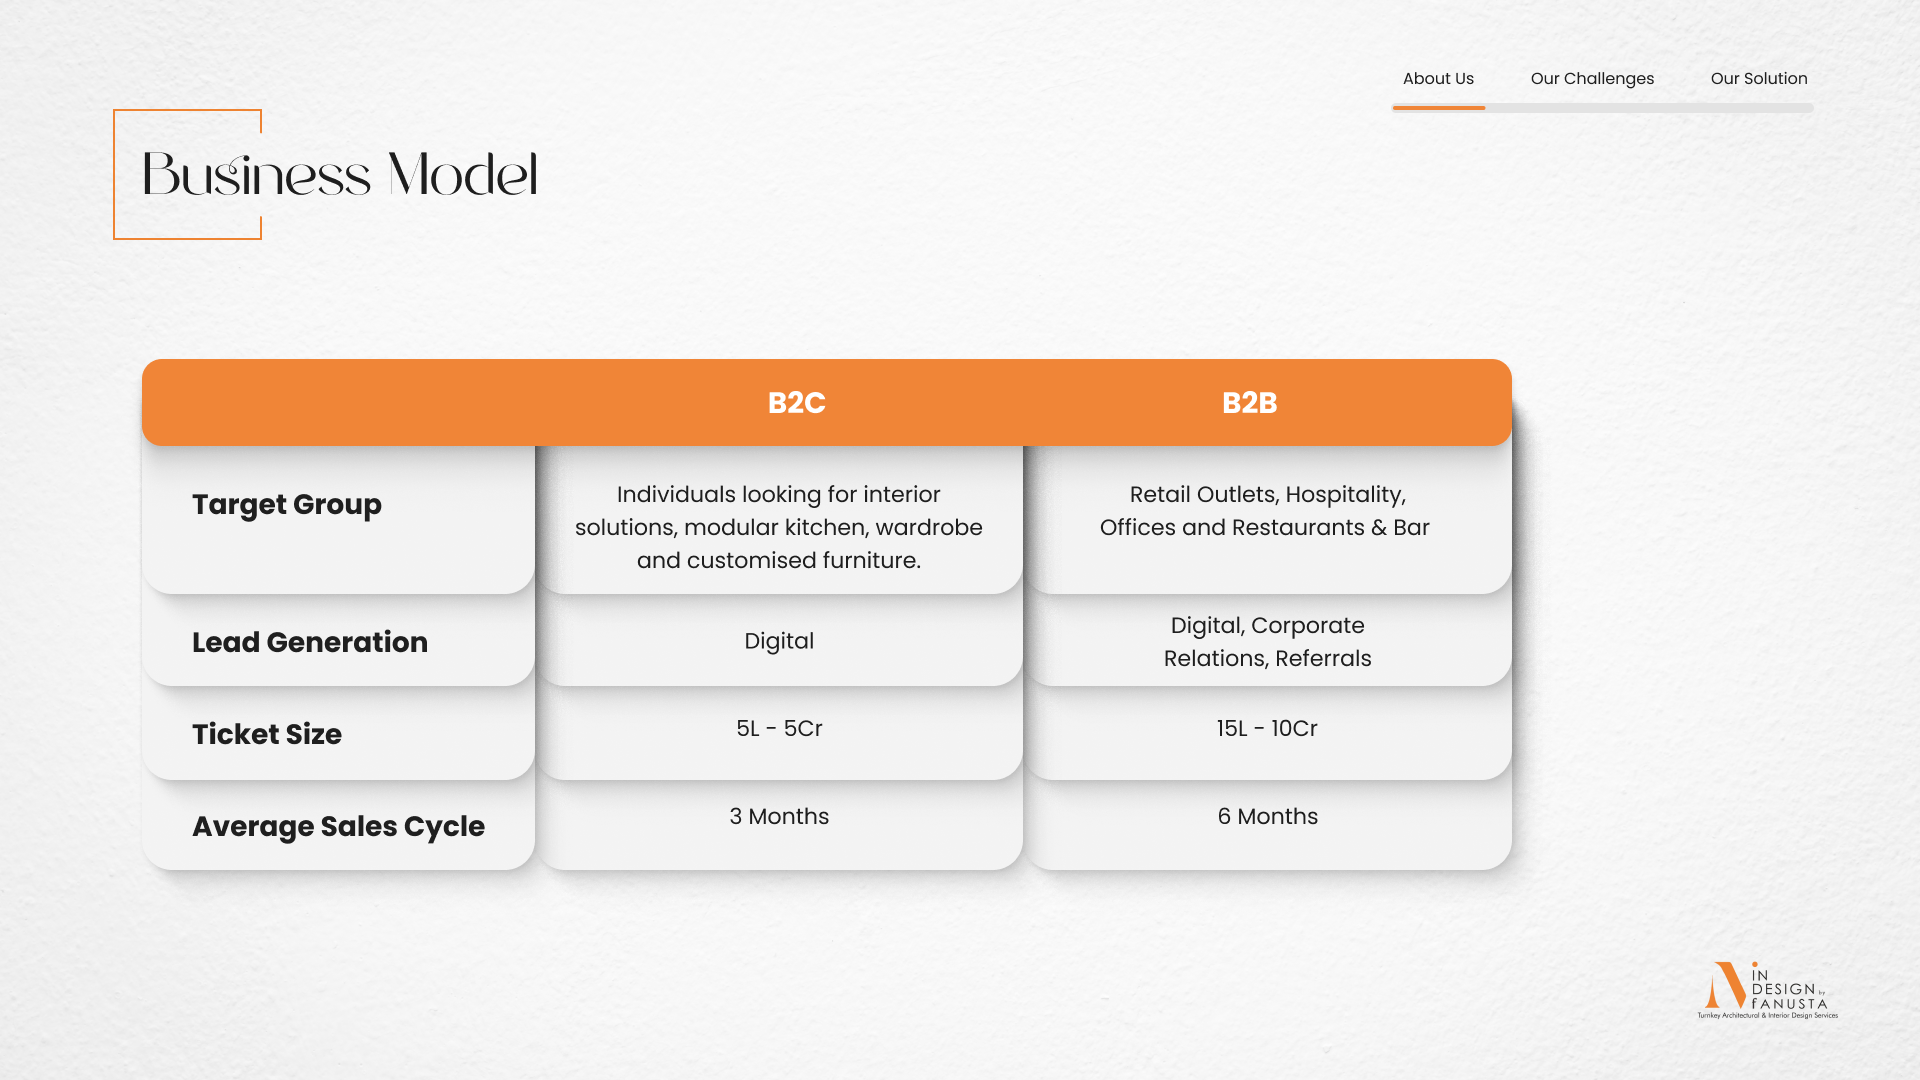 About Us
Our Challenges
Our Solution
Business Model
B2C
B2B
Target Group
Individuals looking for interior
solutions, modular kitchen, wardrobe
and customised furniture.
Retail Outlets, Hospitality,
Offices and Restaurants & Bar
Lead Generation
Digital
Digital, Corporate
Relations, Referrals
Ticket Size
5L - 5Cr
15L - 10Cr
Average Sales Cycle
3 Months
6 Months
iN
DESIGN by
fANUSTA
Turnkey Architectural & Interior Design Services